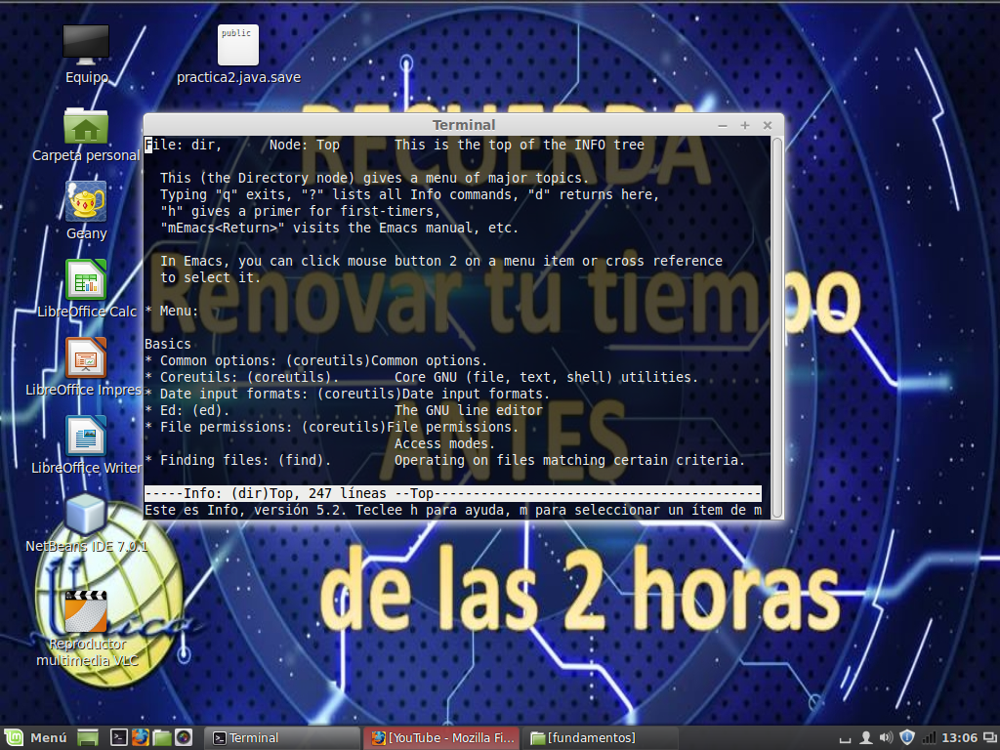 public
Equipo
practica2.java.save
RECUERDA
Terminal
Carpeta personal
File: dir,      Node: Top       This is the top of the INFO tree
  This (the Directory node) gives a menu of major topics.
  Typing "q" exits, "?" lists all Info commands, "d" returns here,
  "h" gives a primer for first-timers,
  "mEmacs<Return>" visits the Emacs manual, etc.
  In Emacs, you can click mouse button 2 on a menu item or cross reference
  to select it.
* Menu:
Basics
* Common options: (coreutils)Common options.
* Coreutils: (coreutils).       Core GNU (file, text, shell) utilities.
* Date input formats: (coreutils)Date input formats.
* Ed: (ed).                     The GNU line editor
* File permissions: (coreutils)File permissions.
                                Access modes.
* Finding files: (find).        Operating on files matching certain criteria.
-----Info: (dir)Top, 247 líneas --Top-----------------------------------------
Este es Info, versión 5.2. Teclee h para ayuda, m para seleccionar un ítem de m
Renovar tu tiempo
ANTES
de las 2 horas
Geany
LibreOffice Calc
LibreOffice Impres
LibreOffice Writer
NetBeans IDE 7.0.1
Reproductor
multimedia VLC
Menú
Terminal
[YouTube - Mozilla Fi...
[fundamentos]
13:06